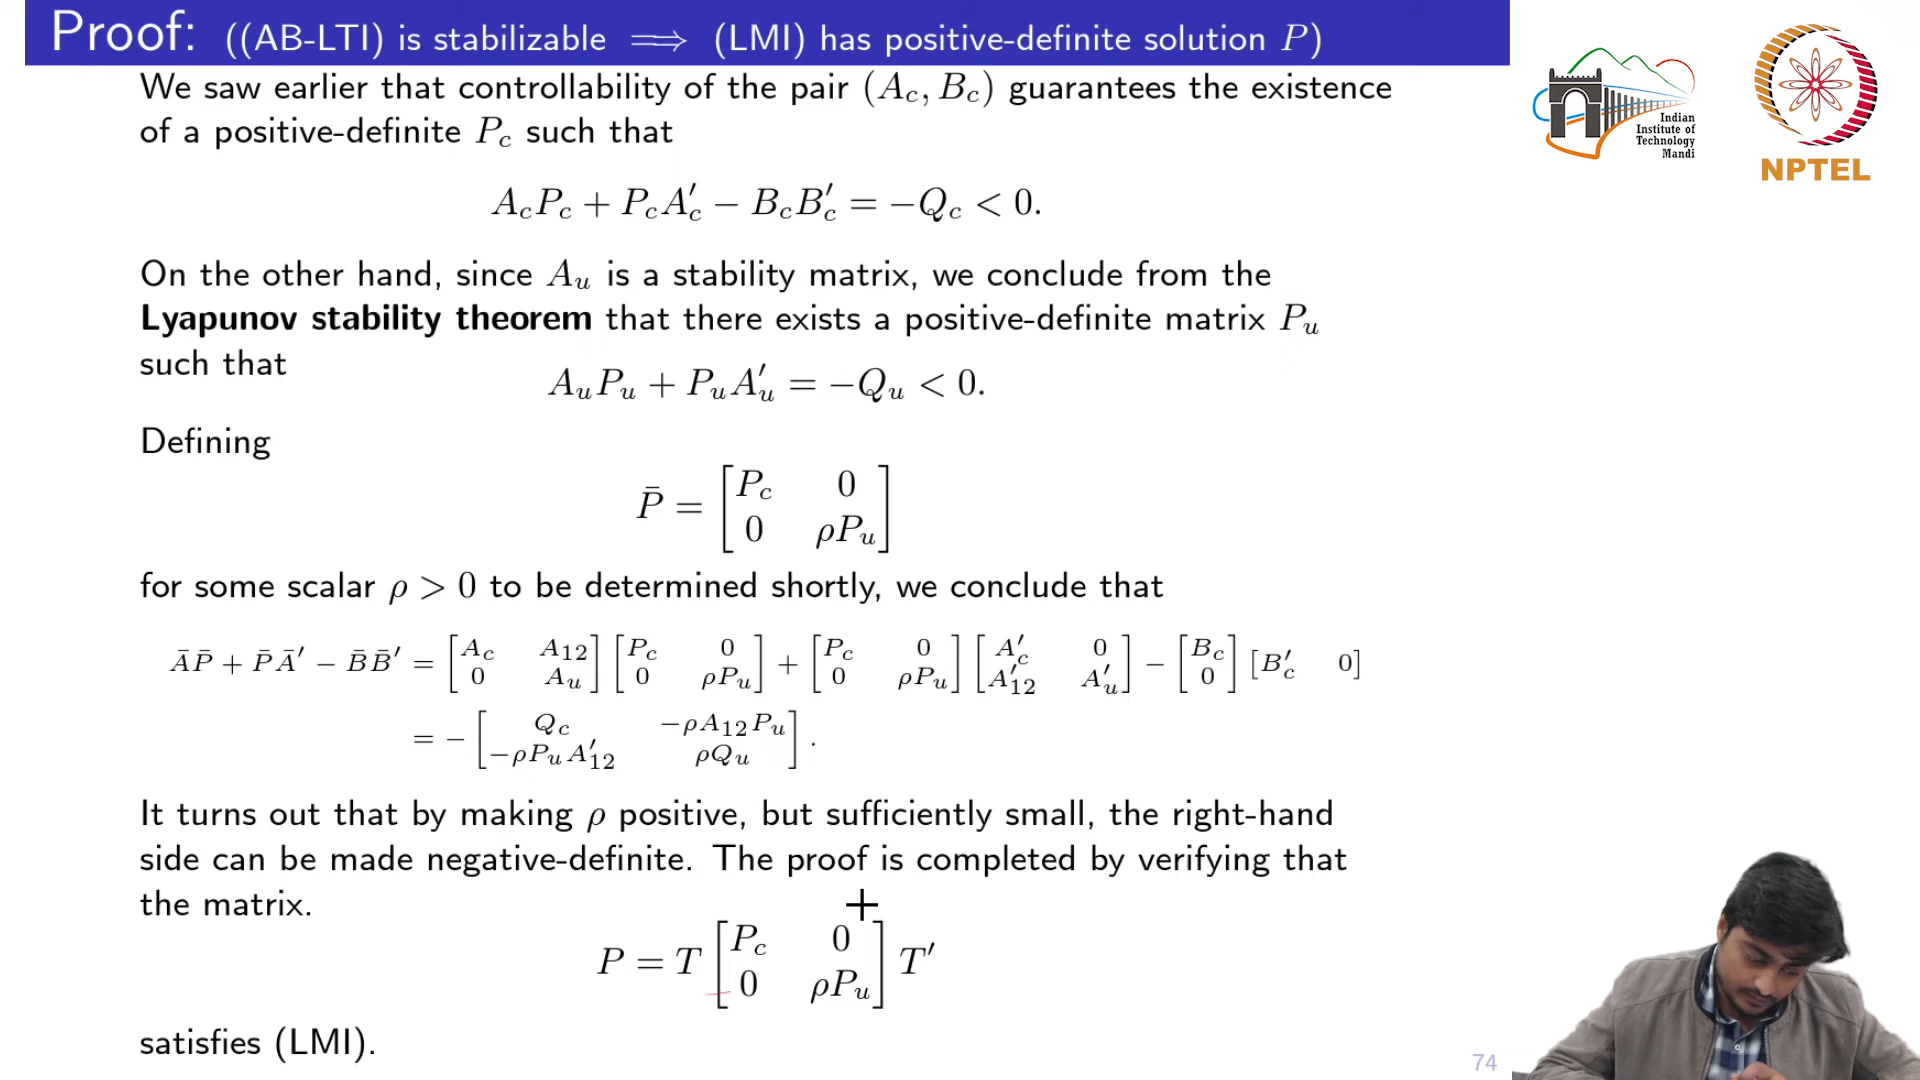 Proof: ((AB-LTI) is stabilizable ⟹ (LMI) has positive-definite solution P)
We saw earlier that controllability of the pair (A_c, B_c) guarantees the existence
of a positive-definite P_c such that
A_cP_c + P_cA′_c − B_cB′_c = −Q_c < 0.
On the other hand, since A_u is a stability matrix, we conclude from the
Lyapunov stability theorem that there exists a positive-definite matrix P_u
such that
A_uP_u + P_uA′_u = −Q_u < 0.
Defining
P̄ = [P_c 0; 0 ρP_u]
for some scalar ρ > 0 to be determined shortly, we conclude that
ĀP̄ + P̄Ā′ − B̄B̄′ = [A_c A_12; 0 A_u] [P_c 0; 0 ρP_u] + [P_c 0; 0 ρP_u] [A′_c 0; A′_12 A′_u] − [B_c; 0] [B′_c 0]
= − [Q_c −ρA_12P_u; −ρP_uA′_12 ρQ_u].
It turns out that by making ρ positive, but sufficiently small, the right-hand
side can be made negative-definite. The proof is completed by verifying that
the matrix.
P = T [P_c 0; 0 ρP_u] T′
satisfies (LMI).
74
Indian
Institute of
Technology
Mandi
NPTEL